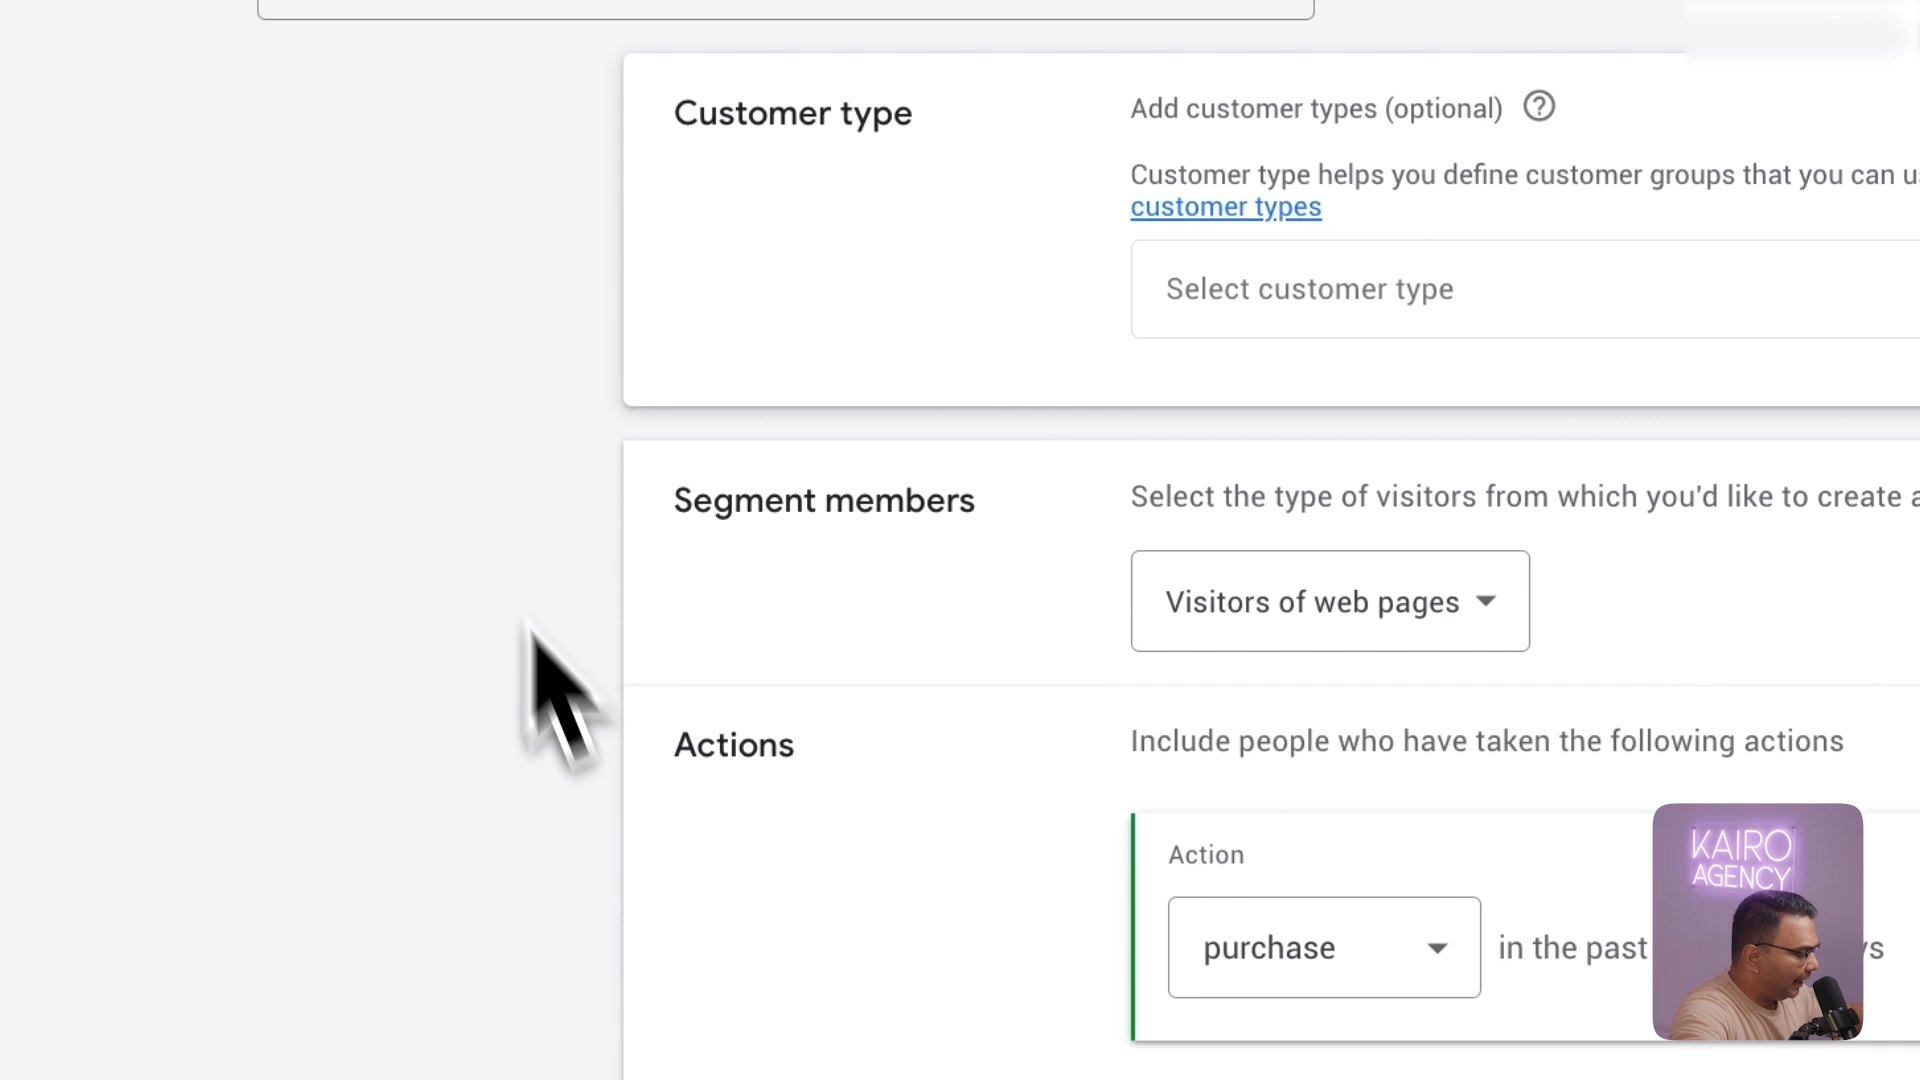 Customer type
Add customer types (optional)
Customer type helps you define customer groups that you can
customer types
Select customer type
Segment members
Select the type of visitors from which you'd like to create
Visitors of web pages
Actions
Include people who have taken the following actions
Action
purchase
in the past
KAIRO
AGENCY